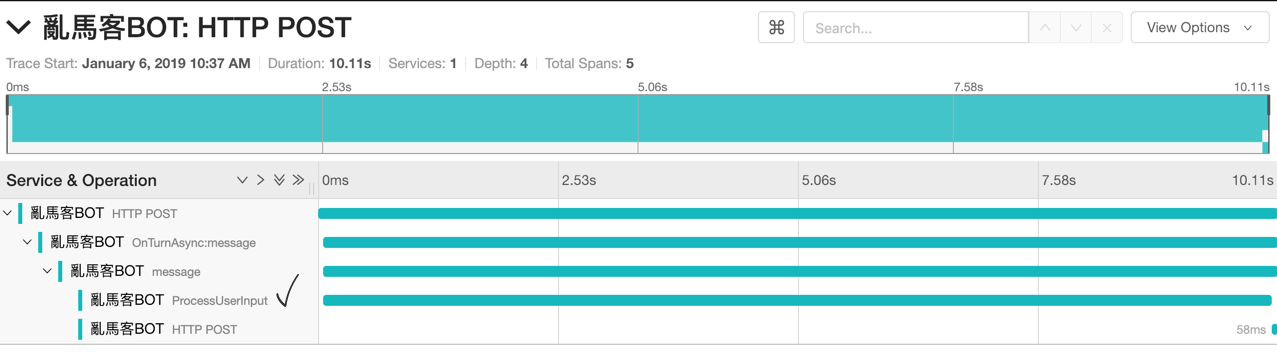 亂馬客BOT: HTTP POST
⌘ Search... View Options
Trace Start: January 6, 2019 10:37 AM Duration: 10.11s Services: 1 Depth: 4 Total Spans: 5
0ms 2.53s 5.06s 7.58s 10.11s
Service & Operation 0ms 2.53s 5.06s 7.58s 10.11s
亂馬客BOT HTTP POST
亂馬客BOT OnTurnAsync:message
亂馬客BOT message
亂馬客BOT ProcessUserInput
亂馬客BOT HTTP POST 58ms